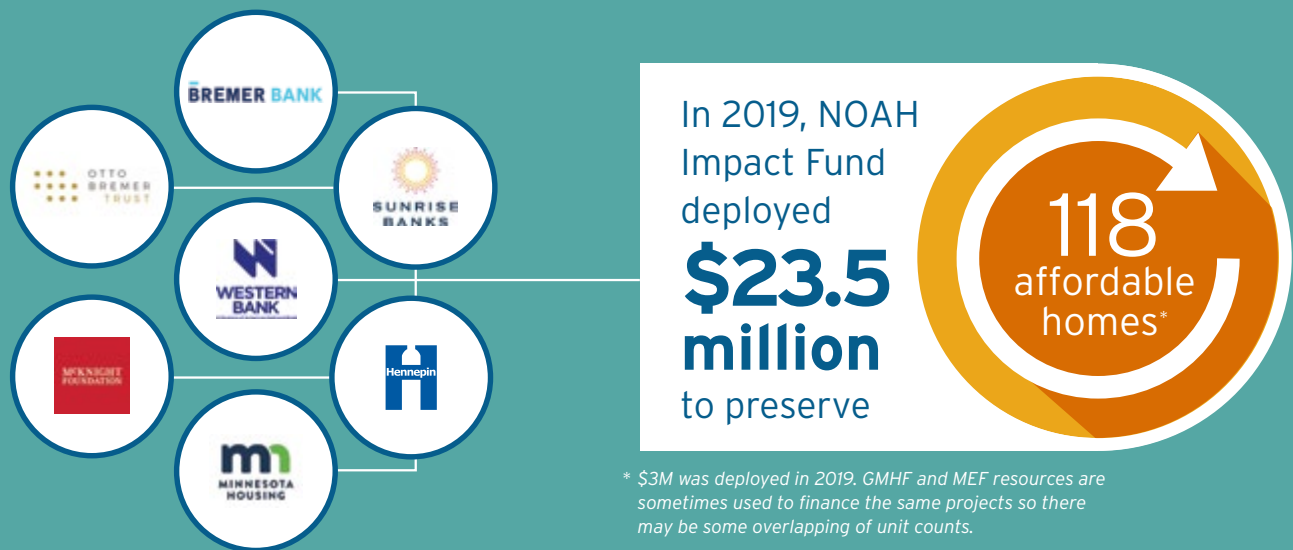 BREMER BANK
OTTO
BREMER
TRUST
SUNRISE
BANKS
WESTERN
BANK
MCKNIGHT
FOUNDATION
Hennepin
MINNESOTA
HOUSING
In 2019, NOAH
Impact Fund
deployed
$23.5
million
to preserve
118
affordable
homes*
* $3M was deployed in 2019. GMHF and MEF resources are
sometimes used to finance the same projects so there
may be some overlapping of unit counts.